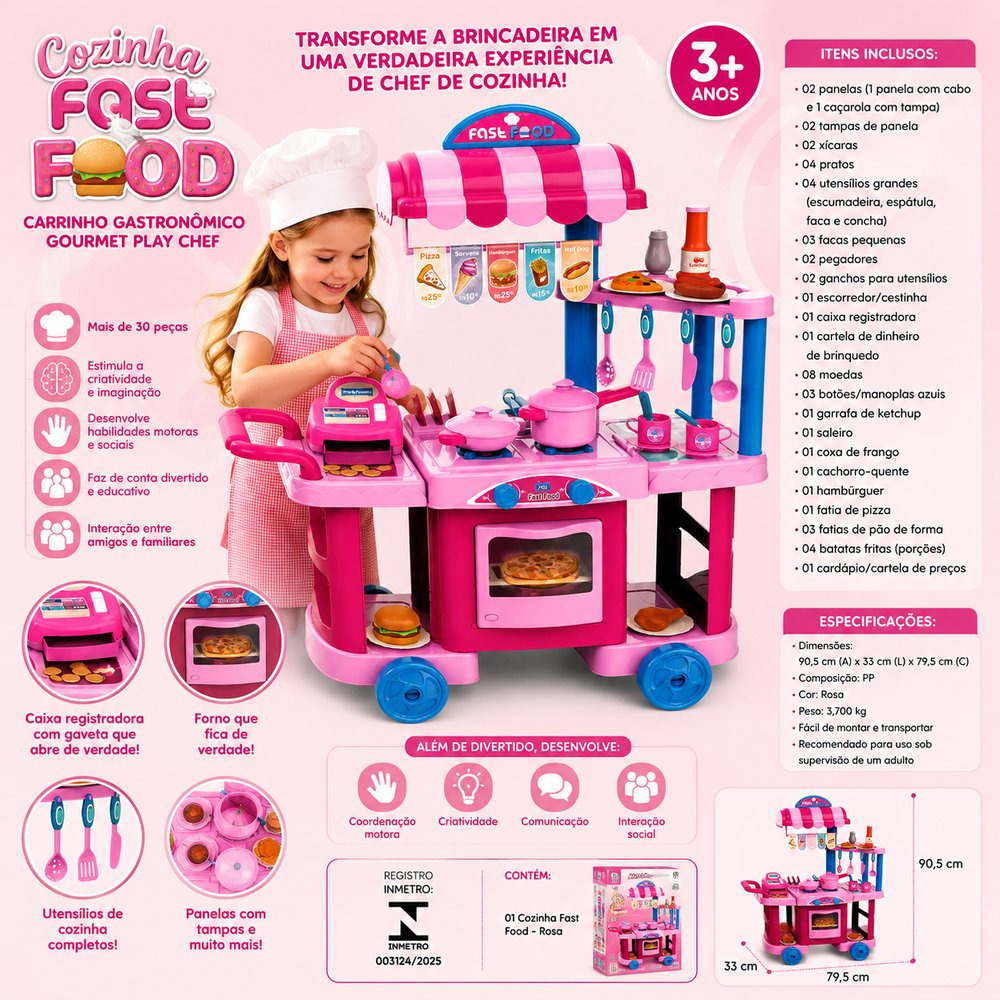 Cozinha
FAST
FOOD
CARRINHO GASTRONÔMICO
GOURMET PLAY CHEF
TRANSFORME A BRINCADEIRA EM
UMA VERDADEIRA EXPERIÊNCIA
DE CHEF DE COZINHA!
3+
ANOS
Mais de 30 peças
Estimula a
criatividade
e imaginação
Desenvolve
habilidades motoras
e sociais
Faz de conta divertido
e educativo
Interação entre
amigos e familiares
FAST FOOD
Pizza
R$25
Sorvete
10
Hambúrguer
R$25
Fritas
R$15
Hot Dog
R$10
Fast Food
Caixa registradora
com gaveta que
abre de verdade!
Forno que
fica de
verdade!
Utensílios de
cozinha
completos!
Panelas com
tampas e
muito mais!
ITENS INCLUSOS:
• 02 panelas (1 panela com cabo
e 1 caçarola com tampa)
• 02 tampas de panela
• 02 xícaras
• 04 pratos
• 04 utensílios grandes
(escumadeira, espátula,
faca e concha)
• 03 facas pequenas
• 02 pegadores
• 02 ganchos para utensílios
• 01 escorredor/cestinha
• 01 caixa registradora
• 01 cartela de dinheiro
de brinquedo
• 08 moedas
• 03 botões/manoplas azuis
• 01 garrafa de ketchup
• 01 saleiro
• 01 coxa de frango
• 01 cachorro-quente
• 01 hambürguer
• 01 fatia de pizza
• 03 fatias de pão de forma
• 04 batatas fritas (porções)
• 01 cardápio/cartela de preços
ESPECIFICAÇÕES:
• Dimensões:
90,5 cm (A) x 33 cm (L) x 79,5 cm (C)
• Composição: PP
• Cor: Rosa
• Peso: 3,700 kg
• Fácil de montar e transportar
• Recomendado para uso sob
supervisão de um adulto
ALÉM DE DIVERTIDO, DESENVOLVE:
Coordenação
motora
Criatividade
Comunicação
Interação
social
REGISTRO
INMETRO:
INMETRO
003124/2025
CONTÉM:
01 Cozinha Fast
Food - Rosa
90,5 cm
33 cm
79,5 cm